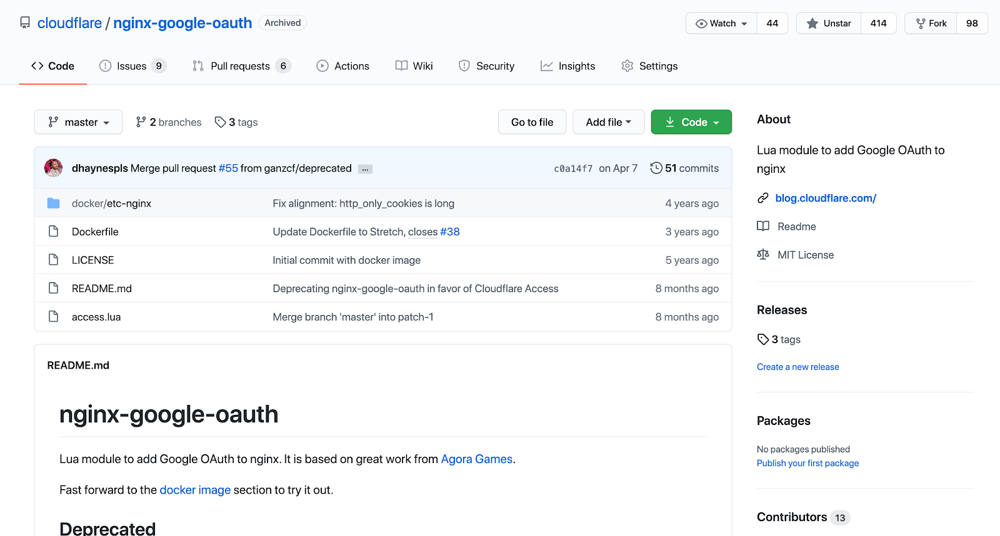 cloudflare / nginx-google-oauth Archived
Watch 44 Unstar 414 Fork 98
Code Issues 9 Pull requests 6 Actions Wiki Security Insights Settings
master 2 branches 3 tags Go to file Add file Code
dhaynespls Merge pull request #55 from ganzcf/deprecated ... c0a14f7 on Apr 7 51 commits
docker/etc-nginx Fix alignment: http_only_cookies is long 4 years ago
Dockerfile Update Dockerfile to Stretch, closes #38 3 years ago
LICENSE Initial commit with docker image 5 years ago
README.md Deprecating nginx-google-oauth in favor of Cloudflare Access 8 months ago
access.lua Merge branch 'master' into patch-1 8 months ago
README.md
nginx-google-oauth
Lua module to add Google OAuth to nginx. It is based on great work from Agora Games.
Fast forward to the docker image section to try it out.
Deprecated
About
Lua module to add Google OAuth to
nginx
blog.cloudflare.com/
Readme
MIT License
Releases
3 tags
Create a new release
Packages
No packages published
Publish your first package
Contributors 13